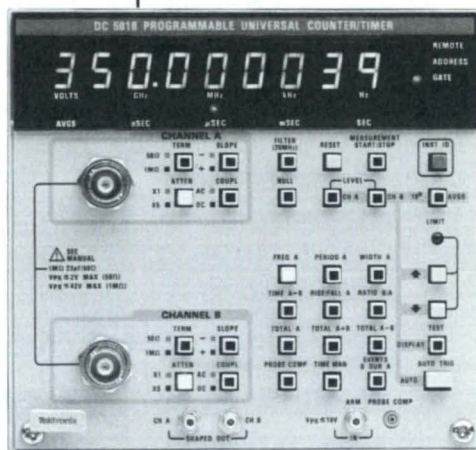 DC 5010 PROGRAMMABLE UNIVERSAL COUNTER/TIMER
REMOTE
350.000039
ADDRESS
GATE
VOLTS GHz MHz kHz Hz
AVGS nSEC µSEC mSEC SEC
CHANNEL A
TERM SLOPE
50Ω
1MΩ
- +
ATTEN COUPL
X1 AC
X5 DC
FILTER (20MHz)
RESET
MEASUREMENT START/STOP
INST ID
NULL
LEVEL
CH A CH B
10ᴺ AVGS
LIMIT
SEE MANUAL
1MΩ 23pF(50Ω)
Vpk ≤2V MAX (50Ω)
Vpk ≤42V MAX (1MΩ)
FREQ A PERIOD A WIDTH A
TIME A→B RISE/FALL A RATIO B/A
TOTAL A TOTAL A+B TOTAL A-B
TEST
DISPLAY
PROBE COMP TIME MAN EVENTS B DUR A
AUTO TRIG
AUTO
CHANNEL B
TERM SLOPE
50Ω
1MΩ
- +
ATTEN COUPL
X1 AC
X5 DC
Tektronix
CH A CH B
SHAPED OUT
Vpk ≤10V
ARM
IN
PROBE COMP